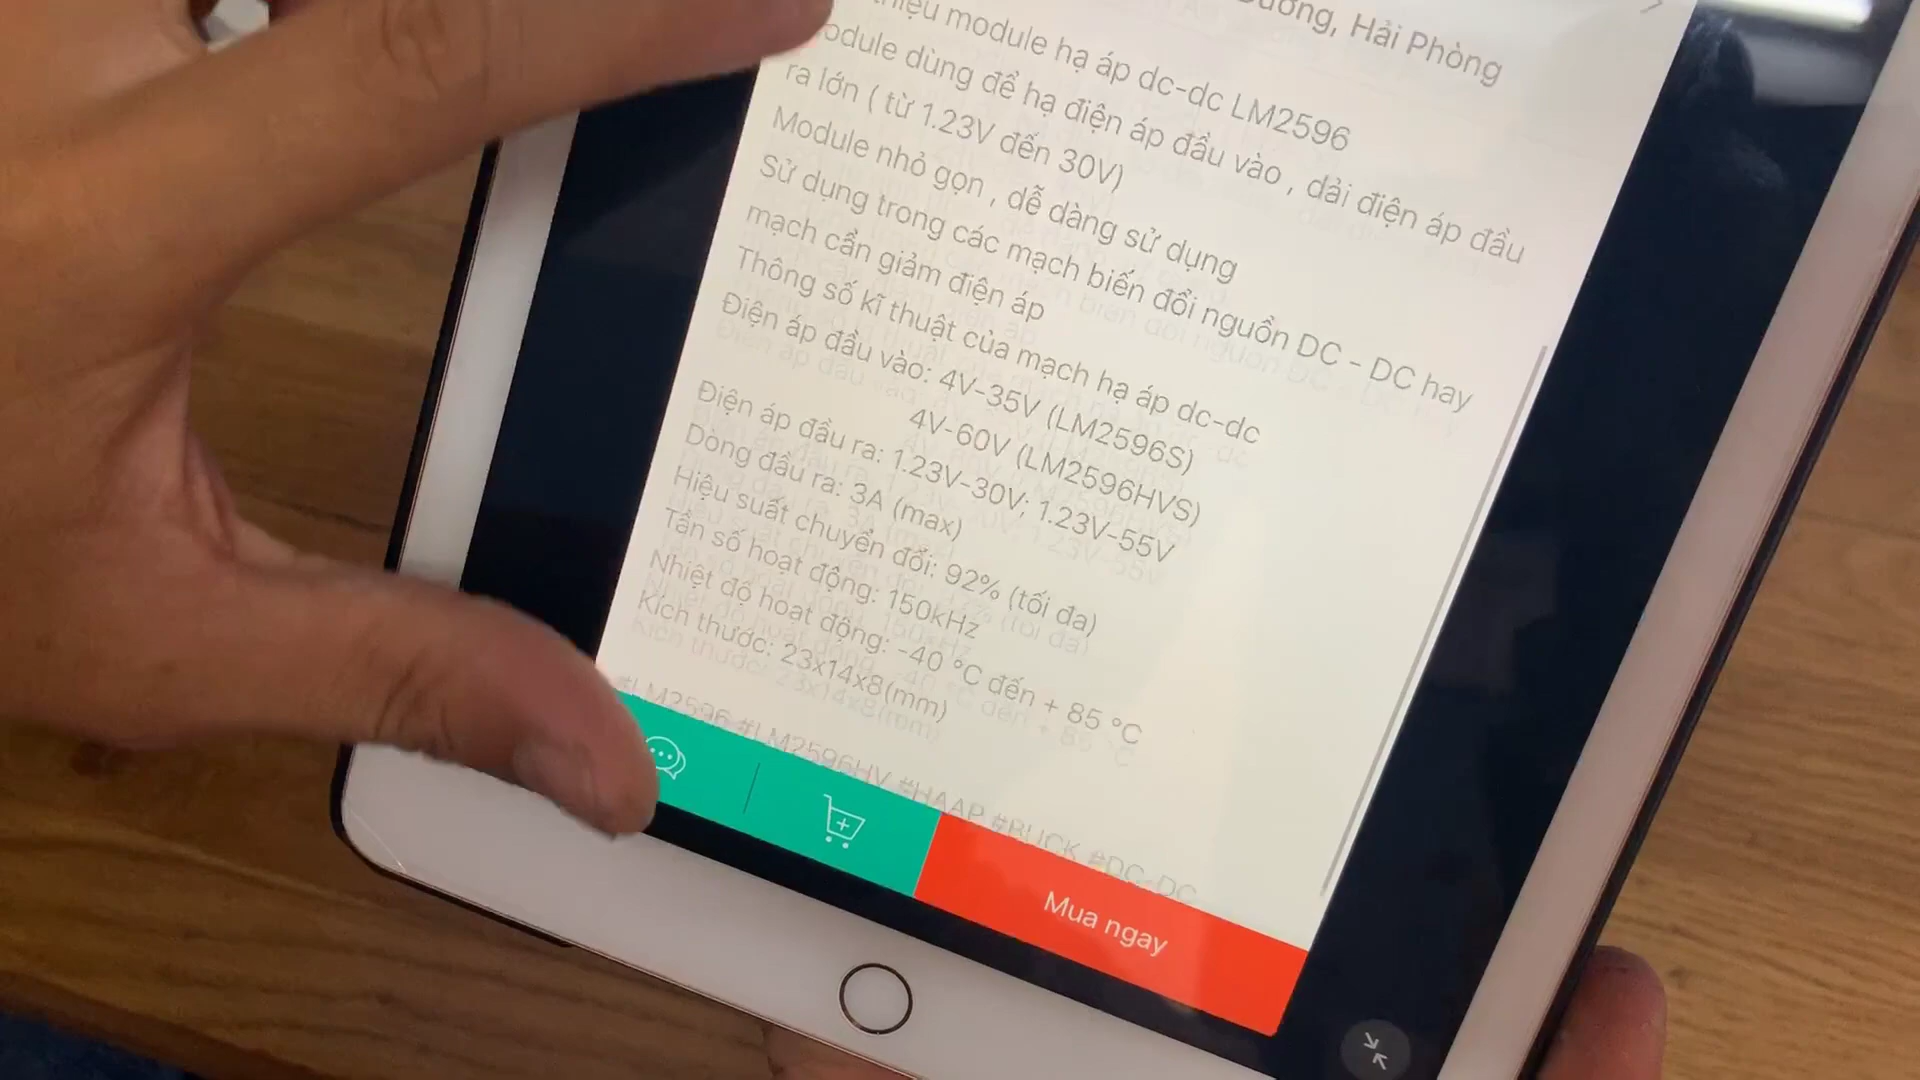 Hải Phòng
module hạ áp dc-dc LM2596
dùng để hạ điện áp đầu vào , dải điện áp đầu
ra lớn ( từ 1.23V đến 30V)
Module nhỏ gọn , dễ dàng sử dụng
Sử dụng trong các mạch biến đổi nguồn DC - DC hay
mạch cần giảm điện áp
Thông số kĩ thuật của mạch hạ áp dc-dc
Điện áp đầu vào: 4V-35V (LM2596S)
4V-60V (LM2596HVS)
Điện áp đầu ra: 1.23V-30V; 1.23V-55V
Dòng đầu ra: 3A (max)
Hiệu suất chuyển đổi: 92% (tối đa)
Tần số hoạt động: 150kHz
Nhiệt độ hoạt động: -40 °C đến + 85 °C
Kích thước: 23x14x8(mm)
#LM2596 #LM2596HV #HAAP #BUCK #DC-DC
Mua ngay